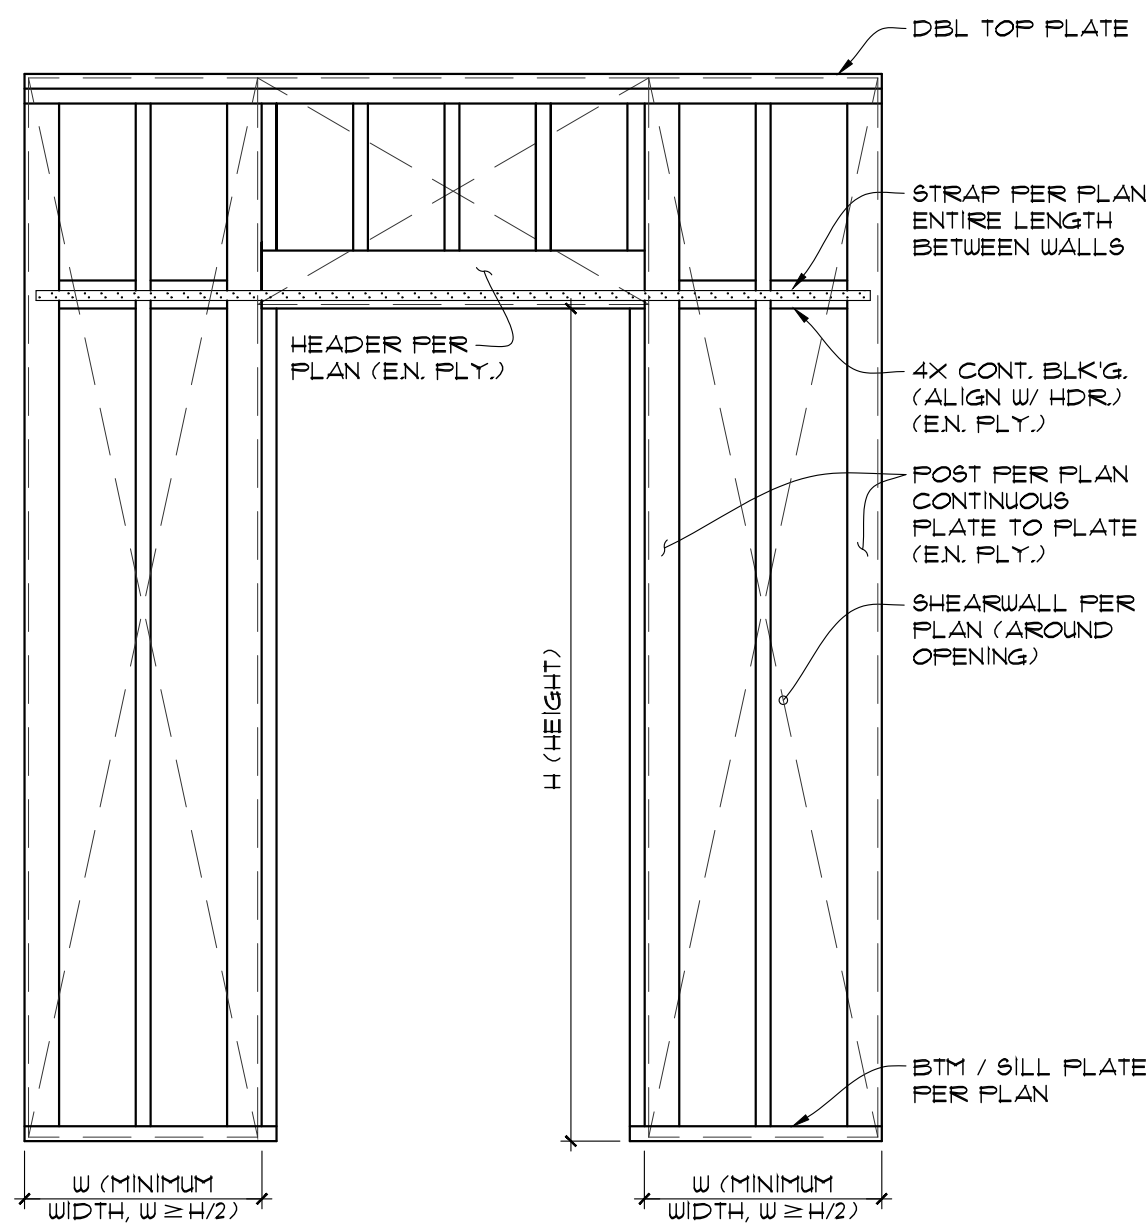 DBL TOP PLATE
STRAP PER PLAN
ENTIRE LENGTH
BETWEEN WALLS
HEADER PER
PLAN (E.N. PLY.)
4X CONT. BLK'G.
(ALIGN W/ HDR.)
(E.N. PLY.)
POST PER PLAN
CONTINUOUS
PLATE TO PLATE
(E.N. PLY.)
SHEARWALL PER
PLAN (AROUND
OPENING)
H (HEIGHT)
BTM / SILL PLATE
PER PLAN
W (MINIMUM
WIDTH, W ≥ H/2)
W (MINIMUM
WIDTH, W ≥ H/2)